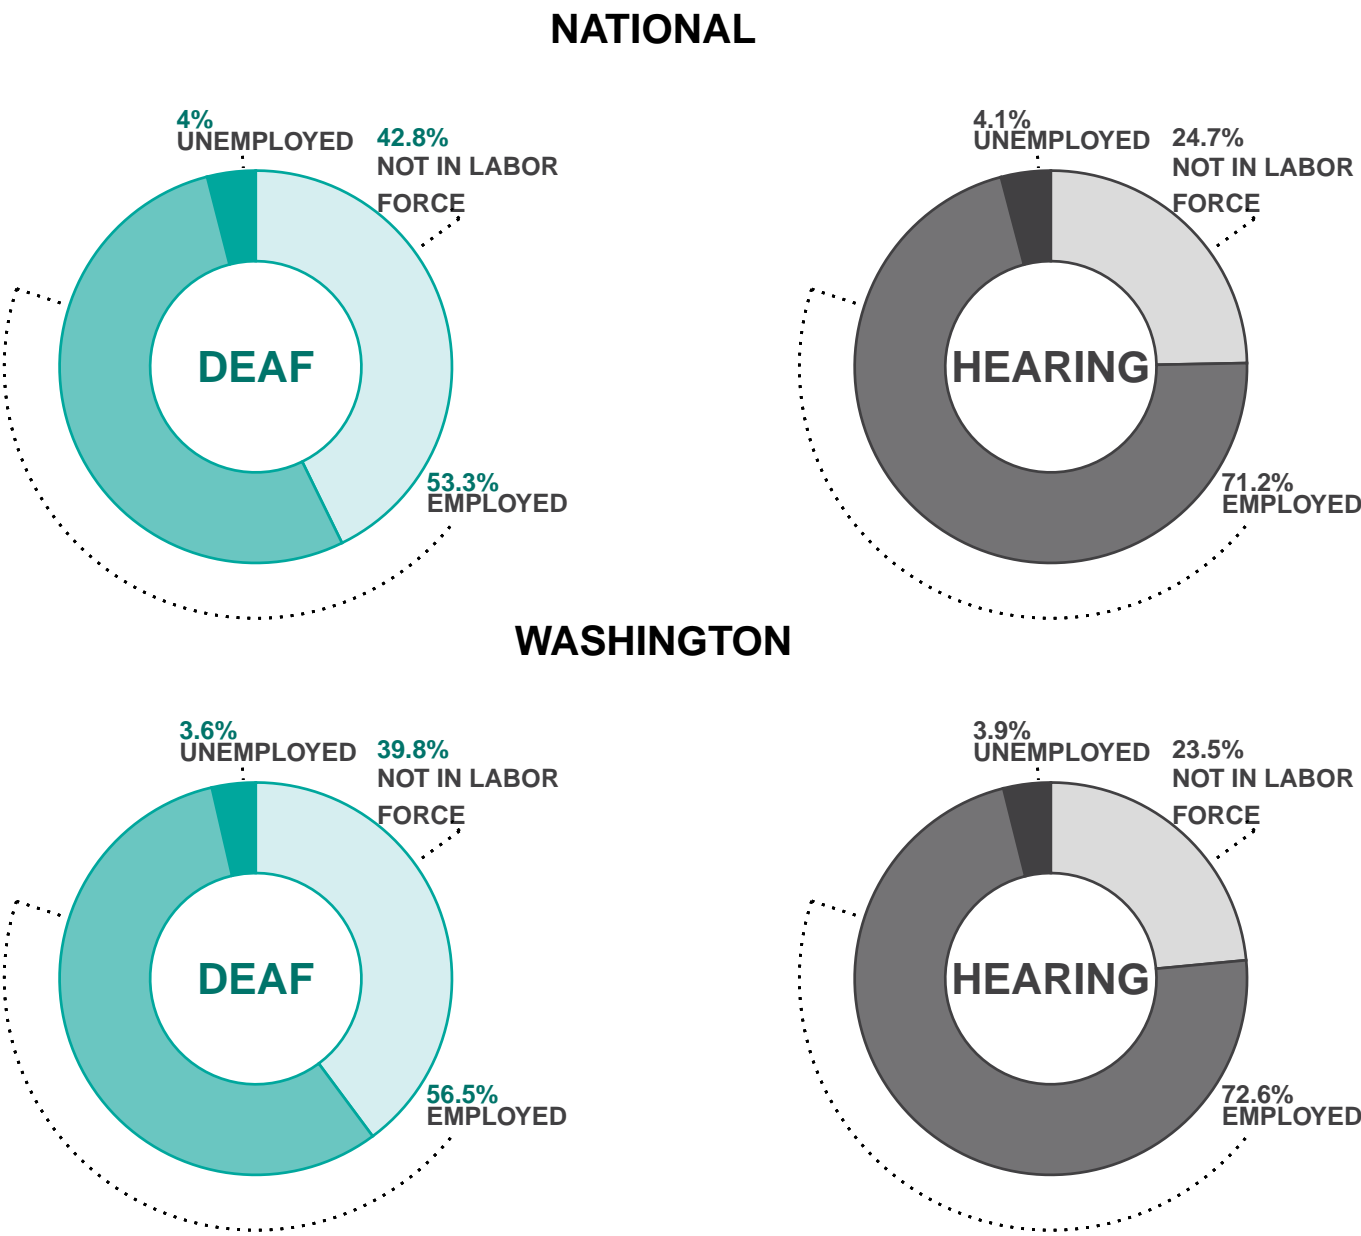 NATIONAL
4%
UNEMPLOYED
42.8%
NOT IN LABOR
FORCE
DEAF
53.3%
EMPLOYED
4.1%
UNEMPLOYED
24.7%
NOT IN LABOR
FORCE
HEARING
71.2%
EMPLOYED
WASHINGTON
3.6%
UNEMPLOYED
39.8%
NOT IN LABOR
FORCE
DEAF
56.5%
EMPLOYED
3.9%
UNEMPLOYED
23.5%
NOT IN LABOR
FORCE
HEARING
72.6%
EMPLOYED